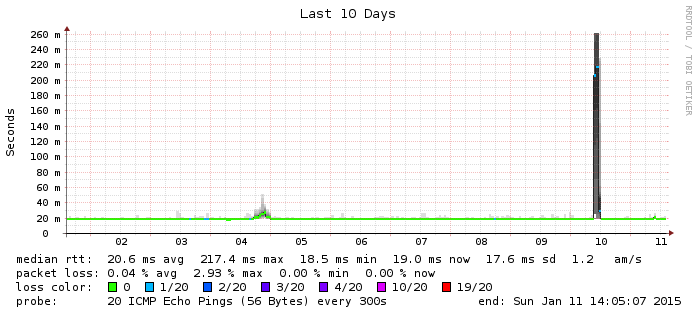 Last 10 Days
RRDTOOL / TOBI OETIKER
Seconds
260 m
240 m
220 m
200 m
180 m
160 m
140 m
120 m
100 m
80 m
60 m
40 m
20 m
0
02 03 04 05 06 07 08 09 10 11
median rtt: 20.6 ms avg 217.4 ms max 18.5 ms min 19.0 ms now 17.6 ms sd 1.2 am/s
packet loss: 0.04 % avg 2.93 % max 0.00 % min 0.00 % now
loss color: 0 1/20 2/20 3/20 4/20 10/20 19/20
probe: 20 ICMP Echo Pings (56 Bytes) every 300s end: Sun Jan 11 14:05:07 2015